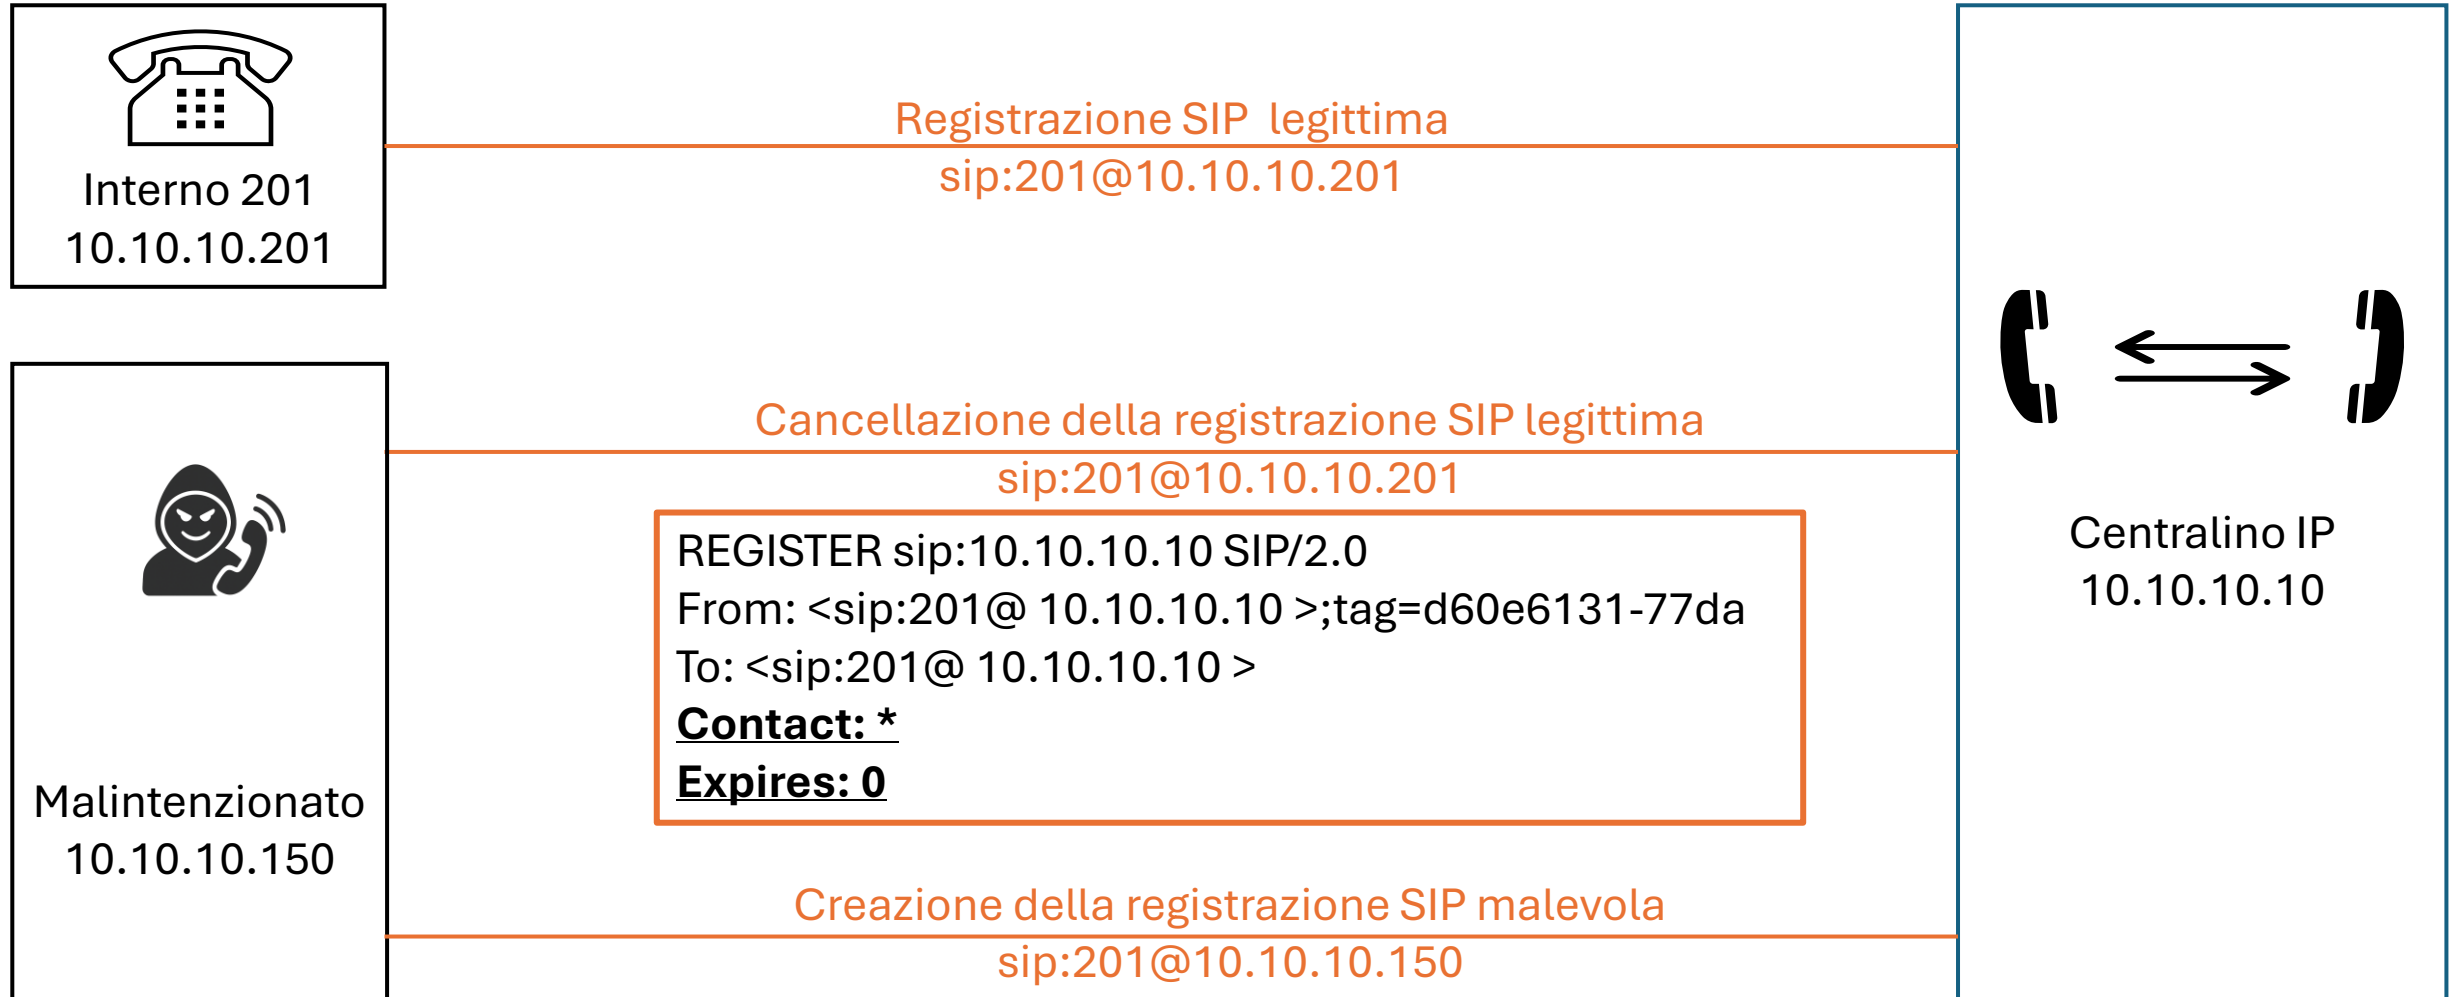 Interno 201
10.10.10.201
Registrazione SIP  legittima
sip:201@10.10.10.201
Malintenzionato
10.10.10.150
Cancellazione della registrazione SIP legittima
sip:201@10.10.10.201
REGISTER sip:10.10.10.10 SIP/2.0
From: <sip:201@ 10.10.10.10 >;tag=d60e6131-77da
To: <sip:201@ 10.10.10.10 >
Contact: *
Expires: 0
Creazione della registrazione SIP malevola
sip:201@10.10.10.150
Centralino IP
10.10.10.10